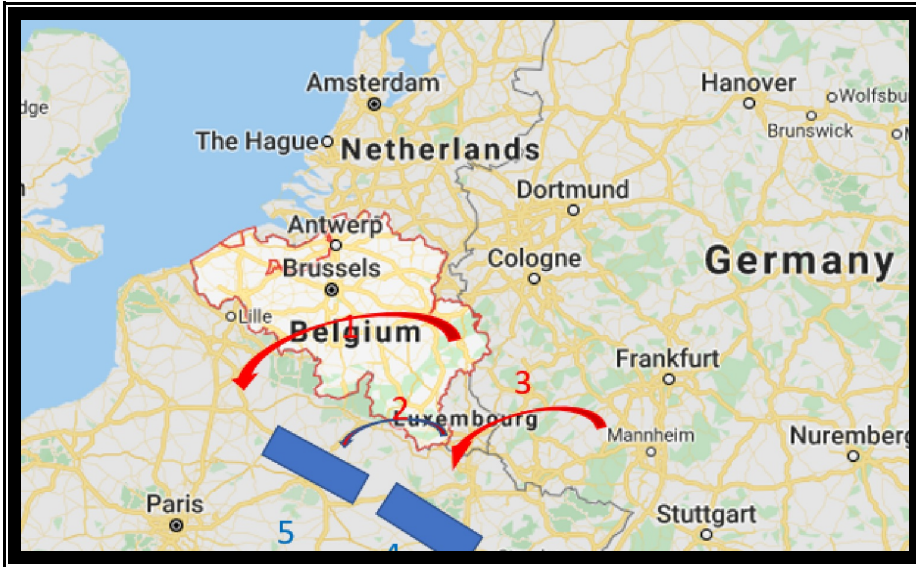 Amsterdam
Hanover
Wolfsbu
dge
Brunswick
The Hague
Netherlands
Dortmund
Antwerp
Cologne
Germany
Brussels
Lille
1
Belgium
Frankfurt
3
2
Luxembourg
Mannheim
Nuremberg
Paris
Stuttgart
5
4